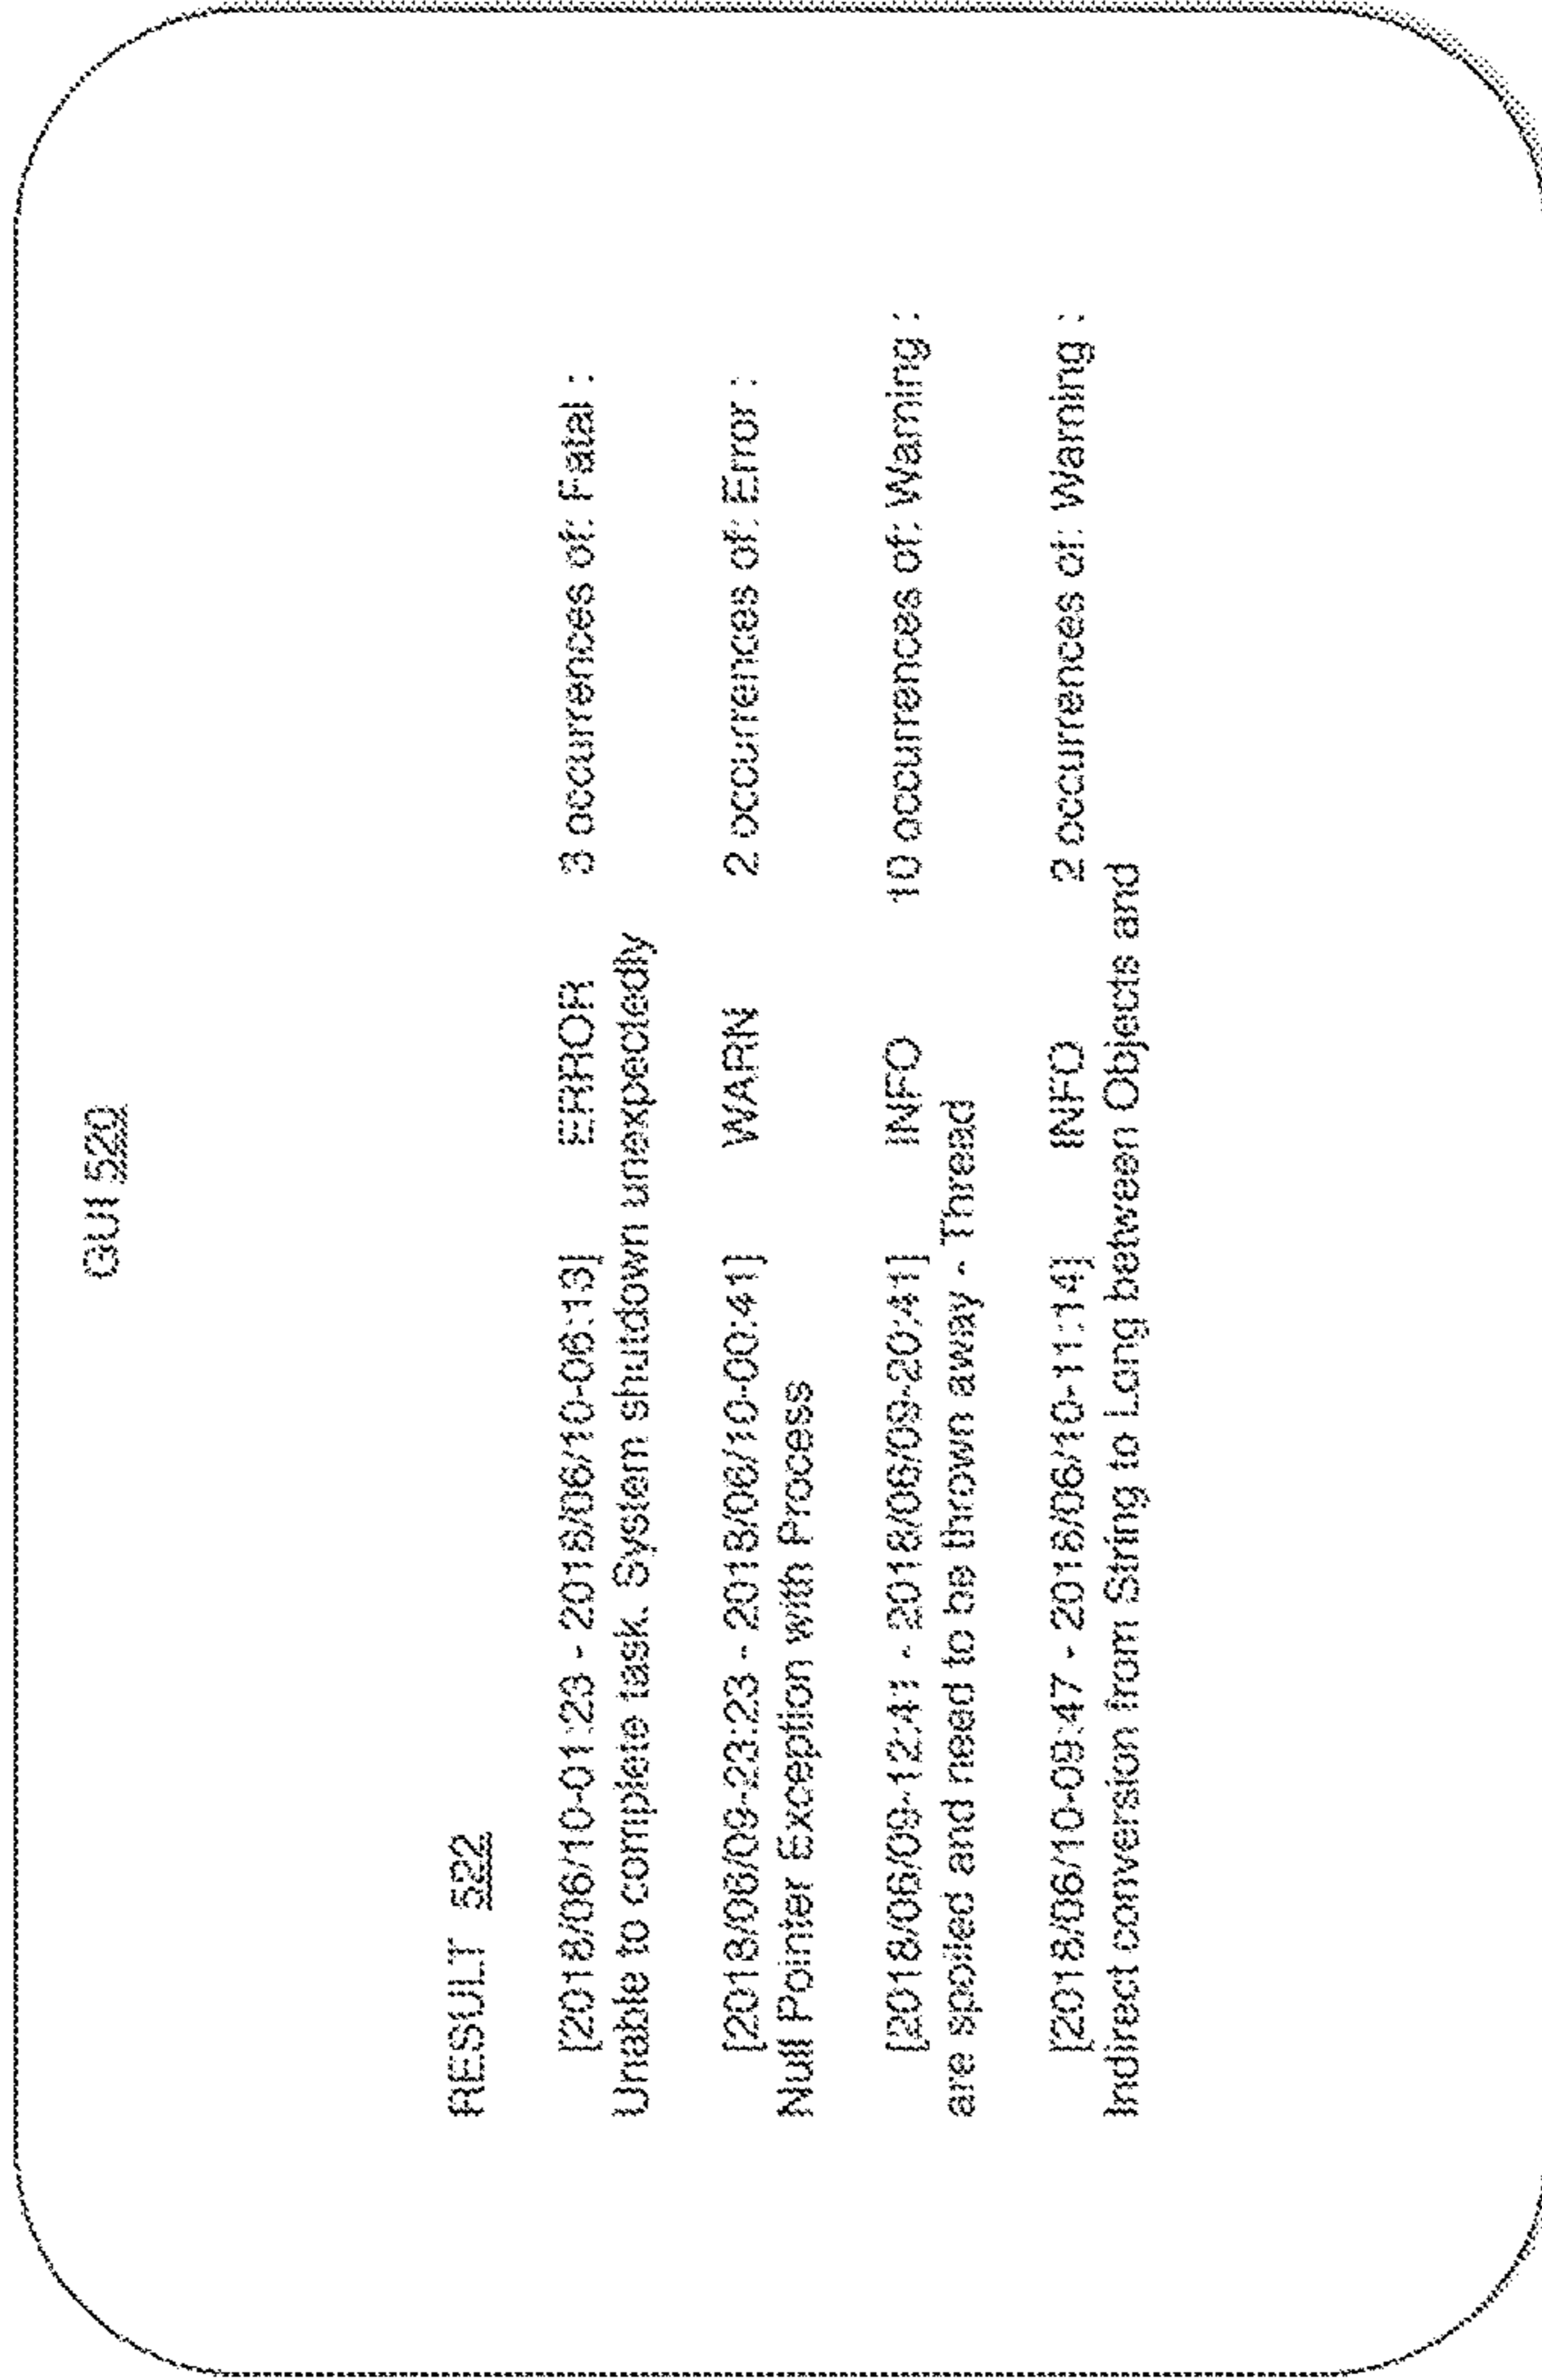 GUI 520
RESULT 522
[2018/06/10-01:23 - 2018/06/10-06:13] ERROR 3 occurrences of: Fatal :
Unable to complete task. System shutdown unexpectedly
[2018/06/09-23:23 - 2018/06/10-00:41] WARN 2 occurrences of: Error :
Null Pointer Exception with Process
[2018/06/09-12:41 - 2018/06/09-20:41] INFO 10 occurrences of: Warning :
are spoiled and need to be thrown away - Thread
[2018/06/10-09:47 - 2018/06/10-11:14] INFO 2 occurrences of: Warning :
Indirect conversion from String to Long between Objects and